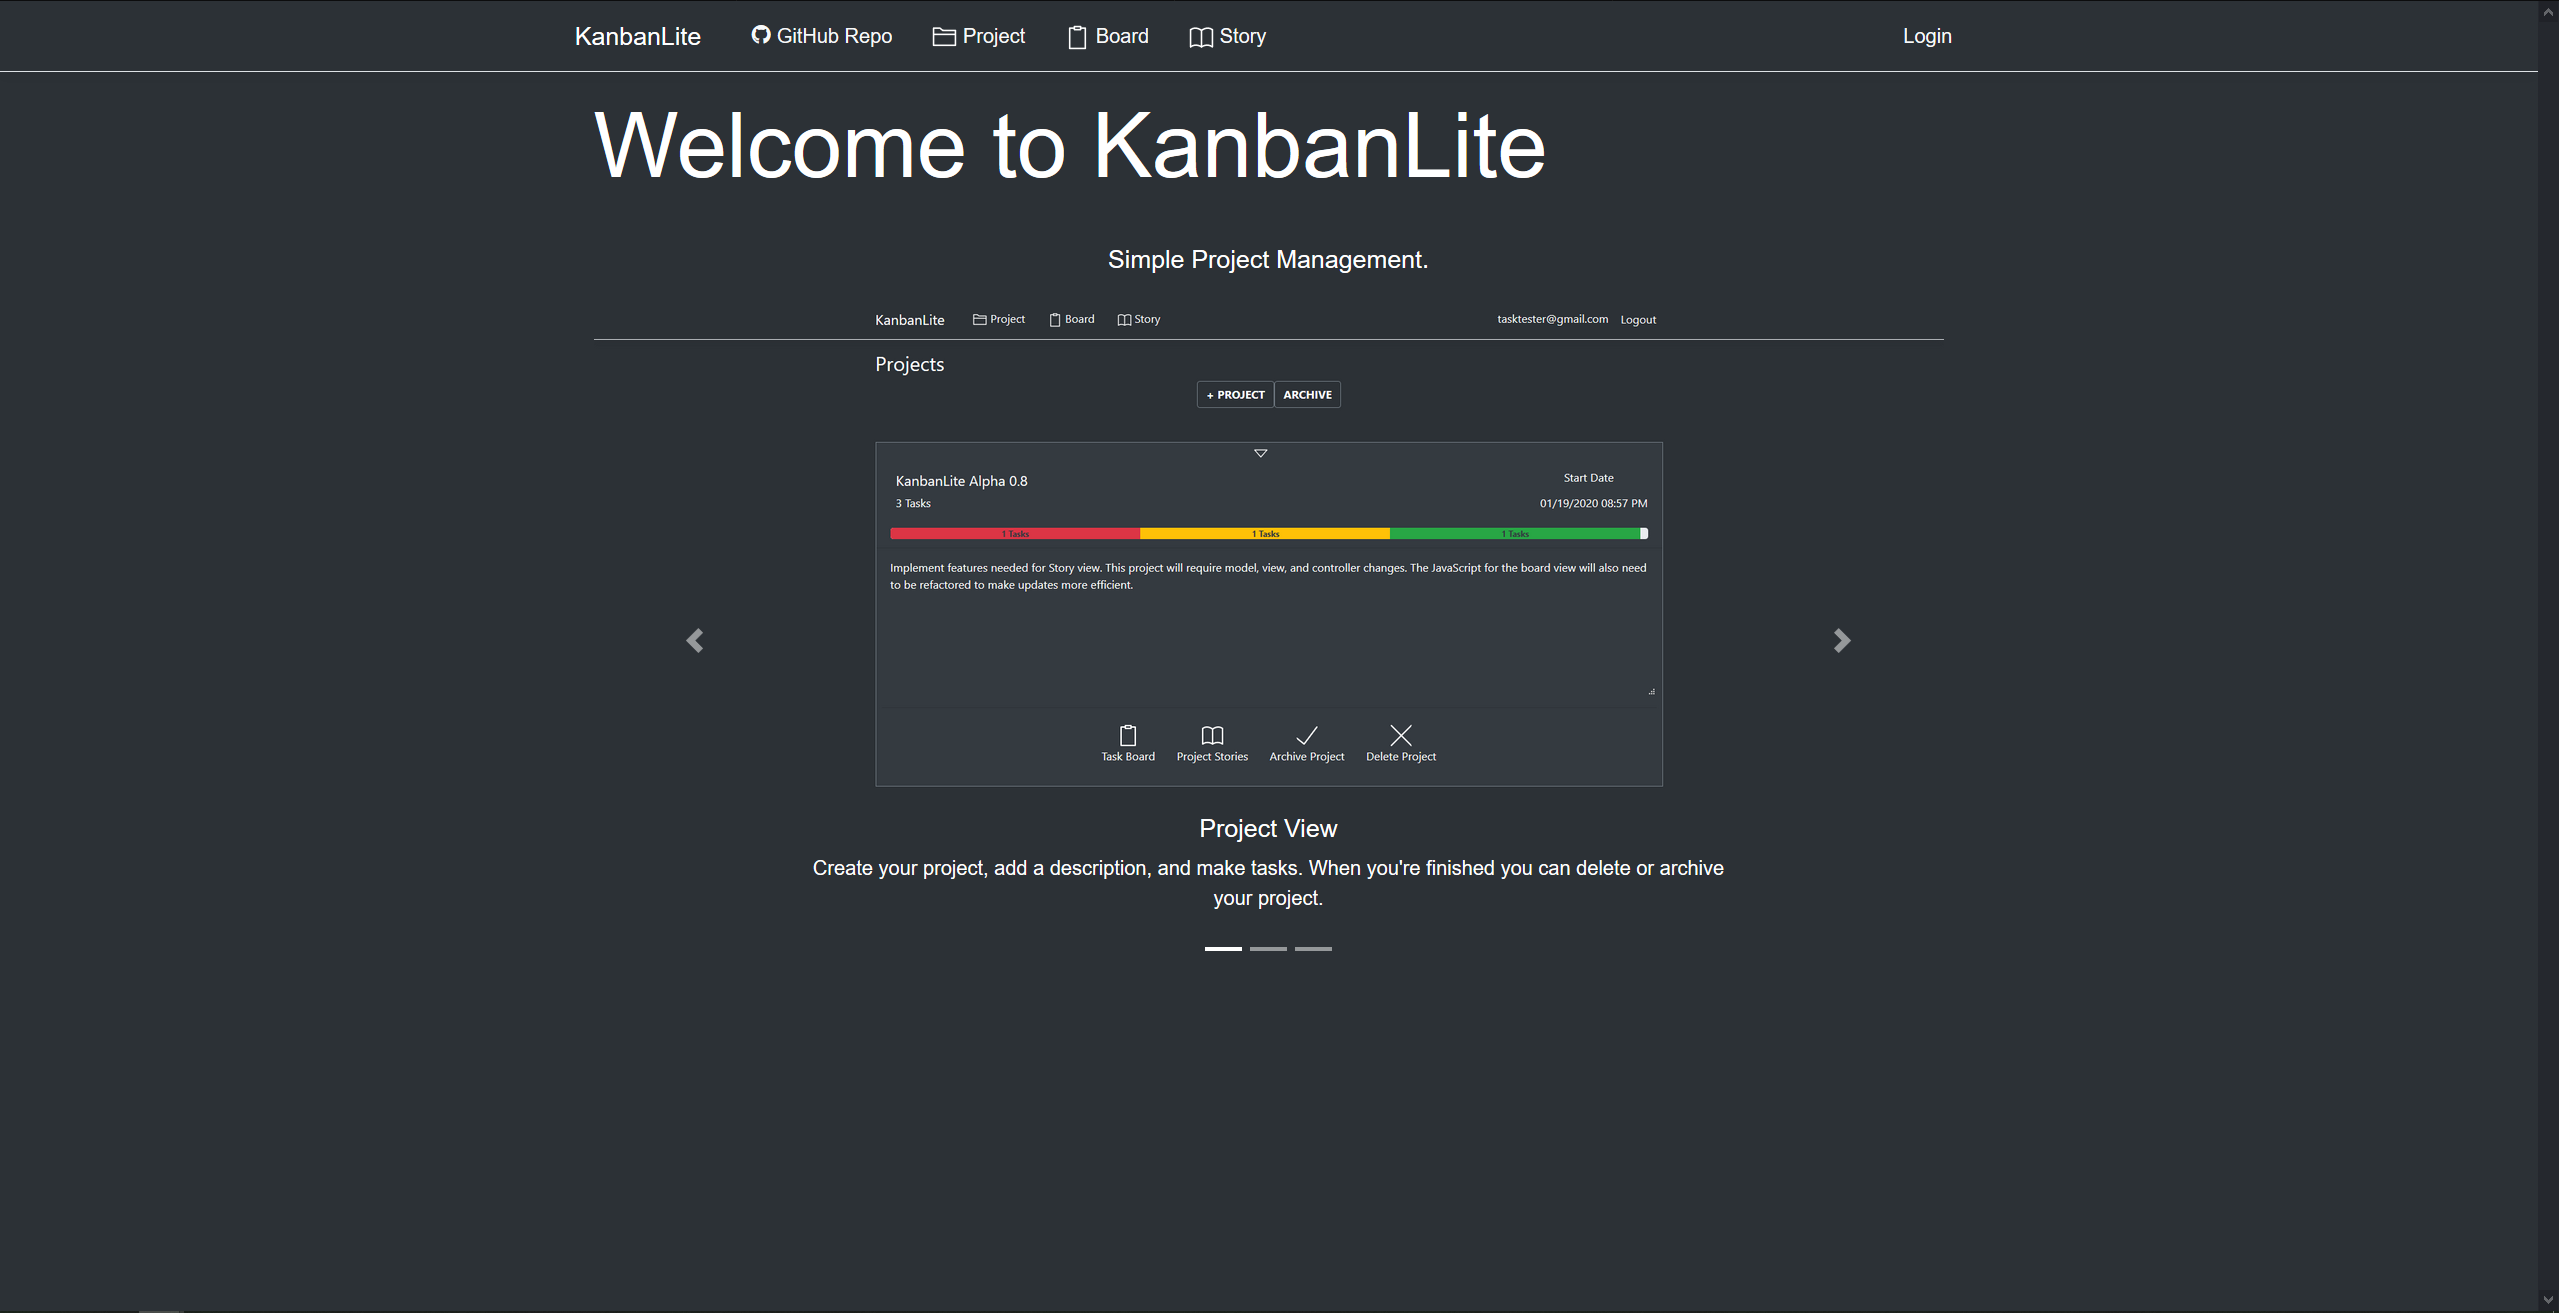 KanbanLite GitHub Repo Project Board Story Login
Welcome to KanbanLite
Simple Project Management.
KanbanLite Project Board Story tasktester@gmail.com Logout
Projects
+ PROJECT ARCHIVE
KanbanLite Alpha 0.8 Start Date
3 Tasks 01/19/2020 08:57 PM
1 Tasks 1 Tasks 1 Tasks
Implement features needed for Story view. This project will require model, view, and controller changes. The JavaScript for the board view will also need
to be refactored to make updates more efficient.
Task Board Project Stories Archive Project Delete Project
Project View
Create your project, add a description, and make tasks. When you're finished you can delete or archive
your project.